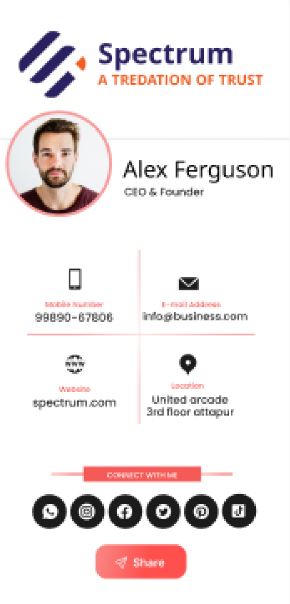 Spectrum
A TREDATION OF TRUST
Alex Ferguson
CEO & Founder
Mobile Number
99890-67806
E-mail Address
info@business.com
www
Website
spectrum.com
Location
United arcade
3rd floor attapur
CONNECT WITH ME
Share